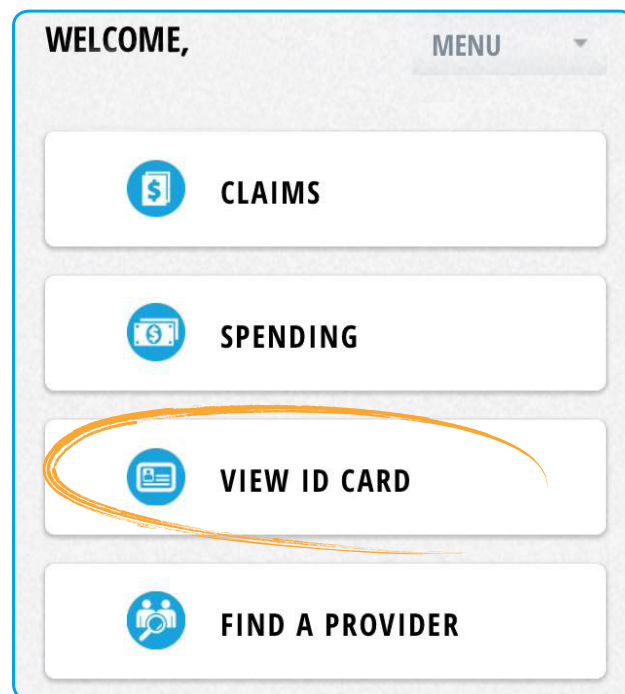 WELCOME,
MENU
CLAIMS
SPENDING
VIEW ID CARD
FIND A PROVIDER